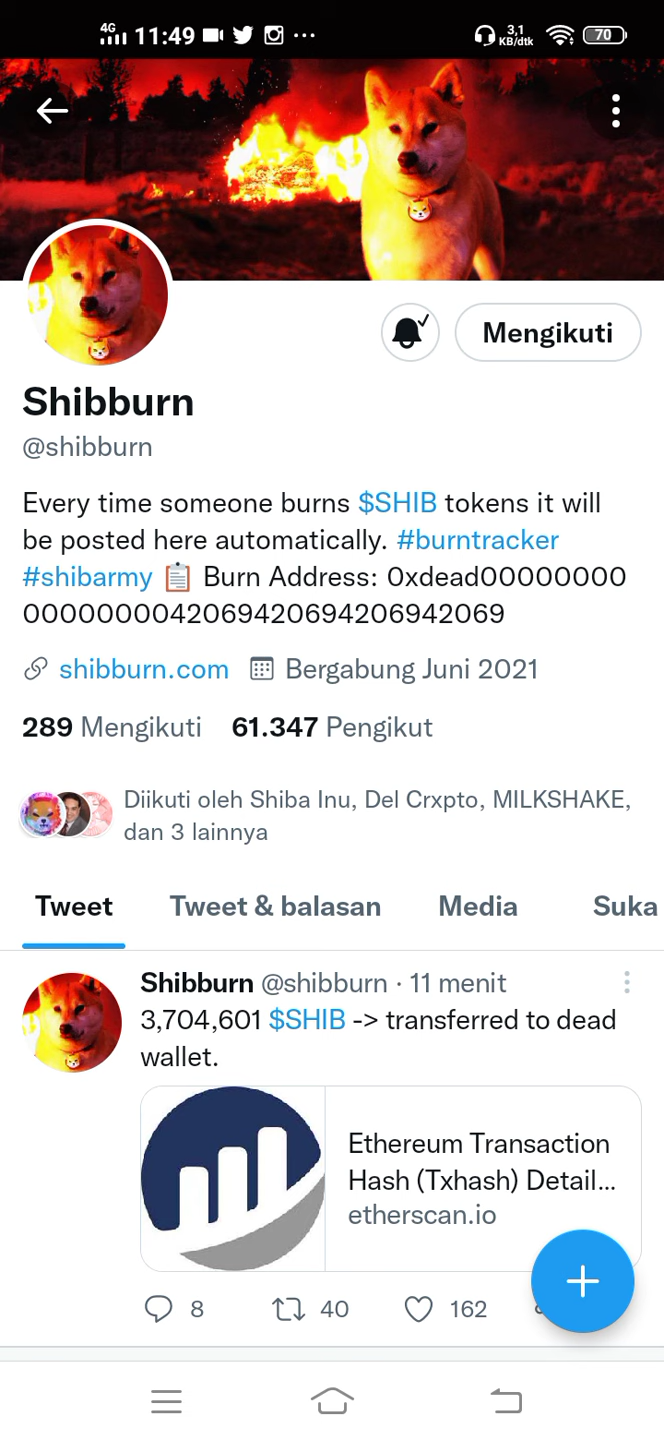 4G 11:49 ... 3,1 KB/dtk 70
Mengikuti
Shibburn
@shibburn
Every time someone burns $SHIB tokens it will
be posted here automatically. #burntracker
#shibarmy 📋 Burn Address: 0xdead00000000
0000000042069420694206942069
shibburn.com Bergabung Juni 2021
289 Mengikuti 61.347 Pengikut
Diikuti oleh Shiba Inu, Del Crxpto, MILKSHAKE,
dan 3 lainnya
Tweet Tweet & balasan Media Suka
Shibburn @shibburn · 11 menit
3,704,601 $SHIB -> transferred to dead
wallet.
Ethereum Transaction
Hash (Txhash) Detail...
etherscan.io
8 40 162